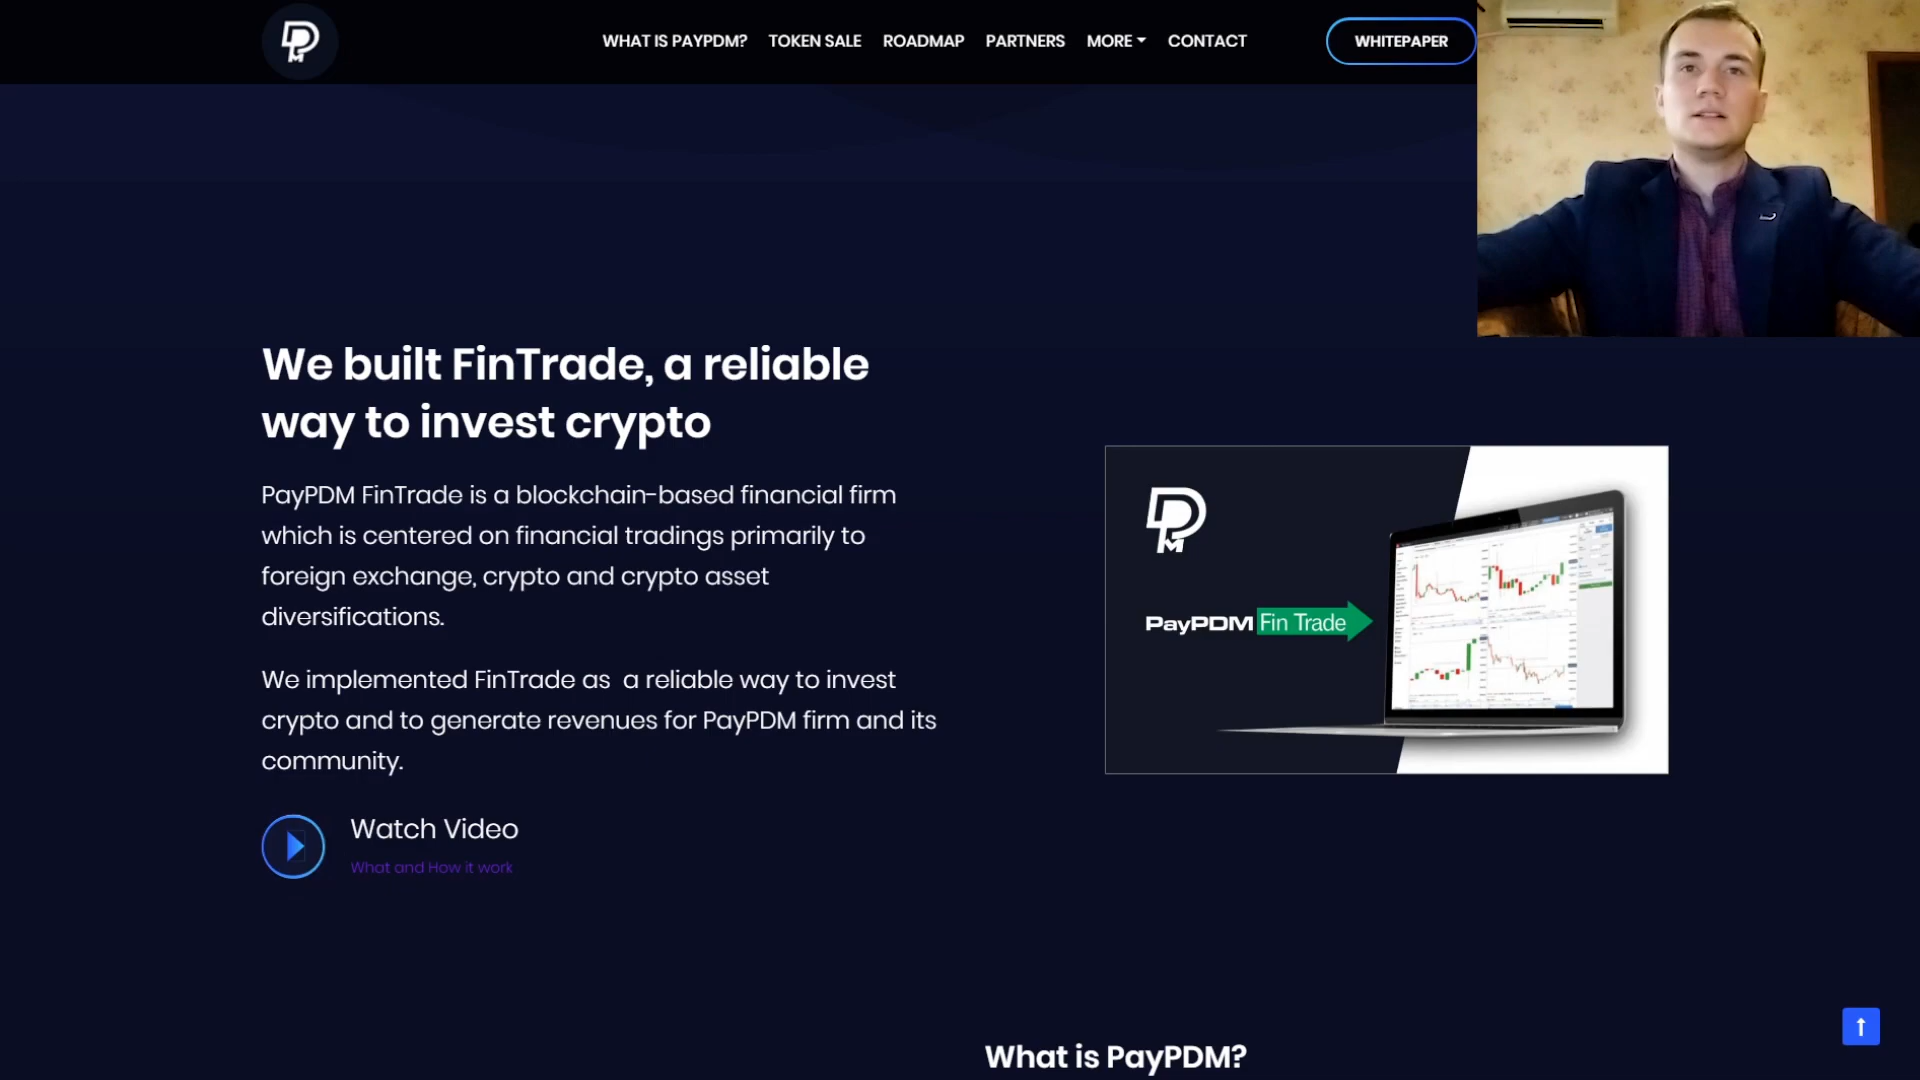 WHAT IS PAYPDM? TOKEN SALE ROADMAP PARTNERS MORE CONTACT WHITEPAPER
We built FinTrade, a reliable
way to invest crypto
PayPDM FinTrade is a blockchain-based financial firm
which is centered on financial tradings primarily to
foreign exchange, crypto and crypto asset
diversifications.
We implemented FinTrade as a reliable way to invest
crypto and to generate revenues for PayPDM firm and its
community.
Watch Video
What and How it work
PayPDM Fin Trade
What is PayPDM?